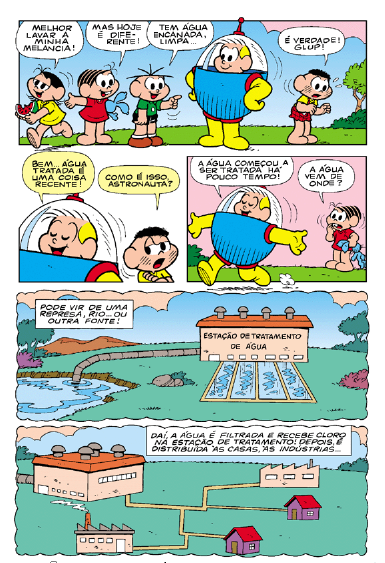 MELHOR
LAVAR A
MINHA
MELANCIA!
MAS HOJE
É DIFE-
RENTE!
TEM ÁGUA
ENCANADA,
LIMPA...
É VERDADE!
GLUP!
BEM... ÁGUA
TRATADA É
UMA COISA
RECENTE!
COMO É ISSO,
ASTRONAUTA?
A ÁGUA COMEÇOU A
SER TRATADA HÁ
POUCO TEMPO!
A ÁGUA
VEM DE
ONDE?
PODE VIR DE UMA
REPRESA, RIO... OU
OUTRA FONTE!
ESTAÇÃO DE TRATAMENTO
DE ÁGUA
DAÍ, A ÁGUA É FILTRADA E RECEBE CLORO
NA ESTAÇÃO DE TRATAMENTO! DEPOIS, É
DISTRIBUÍDA ÀS CASAS, ÀS INDÚSTRIAS...